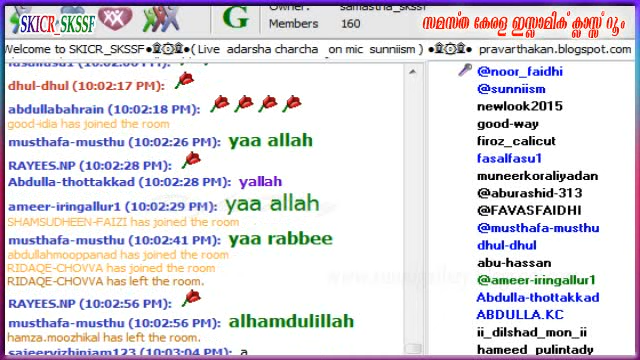 SKICR_SKSSF
G
Owner: samastha_skssf
Members 160
സമസ്ത കേരള ഇസ്ലാമിക് ക്ലാസ്സ് റൂം
Welcome to SKICR_SKSSF ( Live adarsha charcha on mic sunniism ) pravarthakan.blogspot.com
dhul-dhul (10:02:17 PM):
abdullabahrain (10:02:18 PM):
good-idia has joined the room
musthafa-musthu (10:02:26 PM): yaa allah
RAYEES.NP (10:02:28 PM):
Abdulla-thottakkad (10:02:28 PM): yallah
ameer-iringallur1 (10:02:29 PM): yaa allah
SHAMSUDHEEN-FAIZI has joined the room
musthafa-musthu (10:02:41 PM): yaa rabbee
abdullahmooppanad has joined the room
RIDAQE-CHOVVA has joined the room
RIDAQE-CHOVVA has left the room.
RAYEES.NP (10:02:56 PM):
musthafa-musthu (10:02:56 PM): alhamdulillah
hamza.moozhikal has left the room.
sajeervizhinjam123 (10:03:04 PM): a
@noor_faidhi
@sunniism
newlook2015
good-way
firoz_calicut
fasalfasu1
muneerkoraliyadan
@aburashid-313
@FAVASFAIDHI
@musthafa-musthu
dhul-dhul
abu-hassan
@ameer-iringallur1
Abdulla-thottakkad
ABDULLA.KC
ii_dilshad_mon_ii
hameed_pulintady